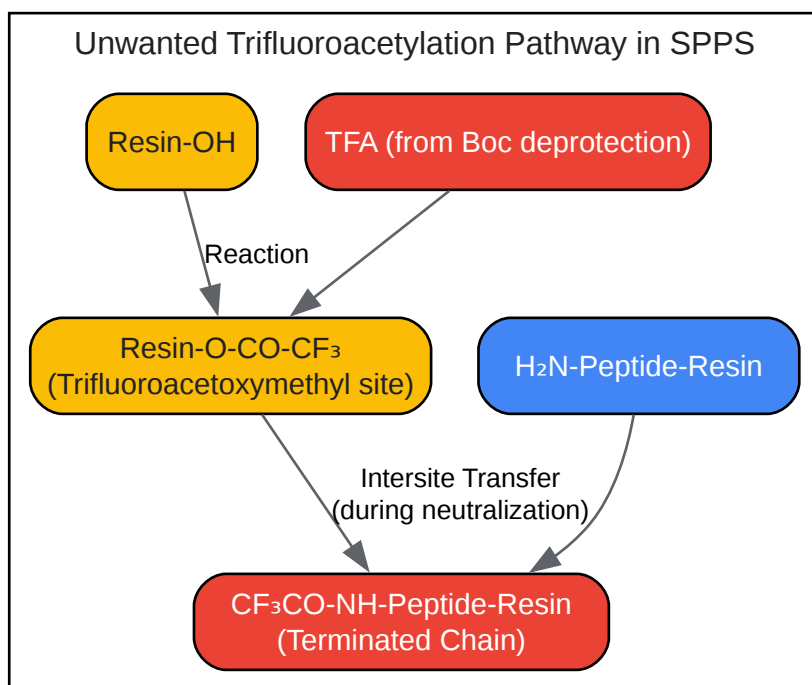 Unwanted Trifluoroacetylation Pathway in SPPS
Resin-OH
TFA (from Boc deprotection)
Reaction
Resin-O-CO-CF₃
(Trifluoroacetoxymethyl site)
H₂N-Peptide-Resin
Intersite Transfer
(during neutralization)
CF₃CO-NH-Peptide-Resin
(Terminated Chain)